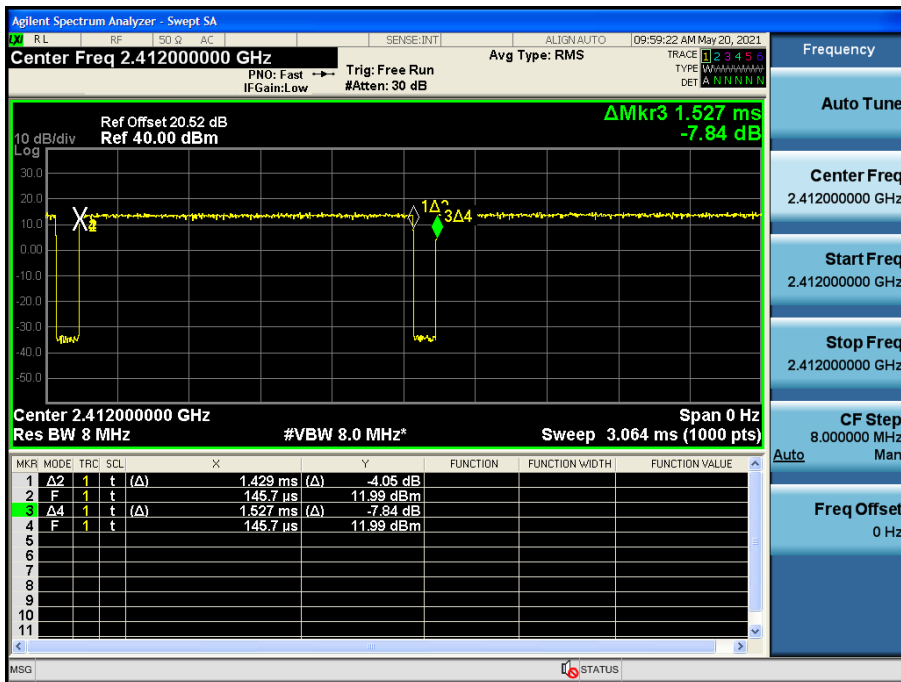 Agilent Spectrum Analyzer - Swept SA
LXI RL RF 50 Ω AC SENSE:INT ALIGNAUTO 09:59:22 AM May 20, 2021
Center Freq 2.412000000 GHz
PNO: Fast
IFGain:Low
Trig: Free Run
#Atten: 30 dB
Avg Type: RMS
TRACE 1 2 3 4 5 6
TYPE WWWWWW
DET A N N N N N
ΔMkr3 1.527 ms
-7.84 dB
Ref Offset 20.52 dB
Ref 40.00 dBm
10 dB/div
Log
30.0
20.0
10.0
0.00
-10.0
-20.0
-30.0
-40.0
-50.0
3Δ4
Center 2.412000000 GHz
Span 0 Hz
Res BW 8 MHz
#VBW 8.0 MHz*
Sweep 3.064 ms (1000 pts)
MKR MODE TRC SCL X Y FUNCTION FUNCTION WIDTH FUNCTION VALUE
1 Δ2 1 t (Δ) 1.429 ms (Δ) -4.05 dB
2 F 1 t 145.7 µs 11.99 dBm
3 Δ4 1 t (Δ) 1.527 ms (Δ) -7.84 dB
4 F 1 t 145.7 µs 11.99 dBm
5
6
7
8
9
10
11
MSG
STATUS
Frequency
Auto Tune
Center Freq
2.412000000 GHz
Start Freq
2.412000000 GHz
Stop Freq
2.412000000 GHz
CF Step
8.000000 MHz
Auto Man
Freq Offset
0 Hz